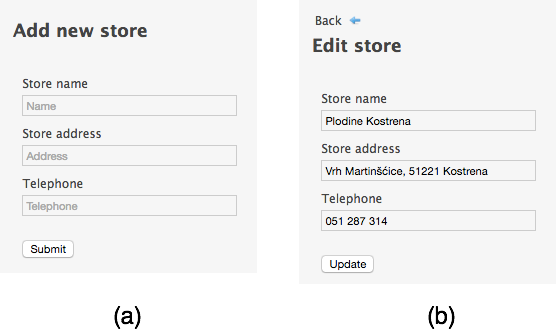 Add new store
Store name
Name
Store address
Address
Telephone
Telephone
Submit
(a)
Back
Edit store
Store name
Plodine Kostrena
Store address
Vrh Martinšćice, 51221 Kostrena
Telephone
051 287 314
Update
(b)